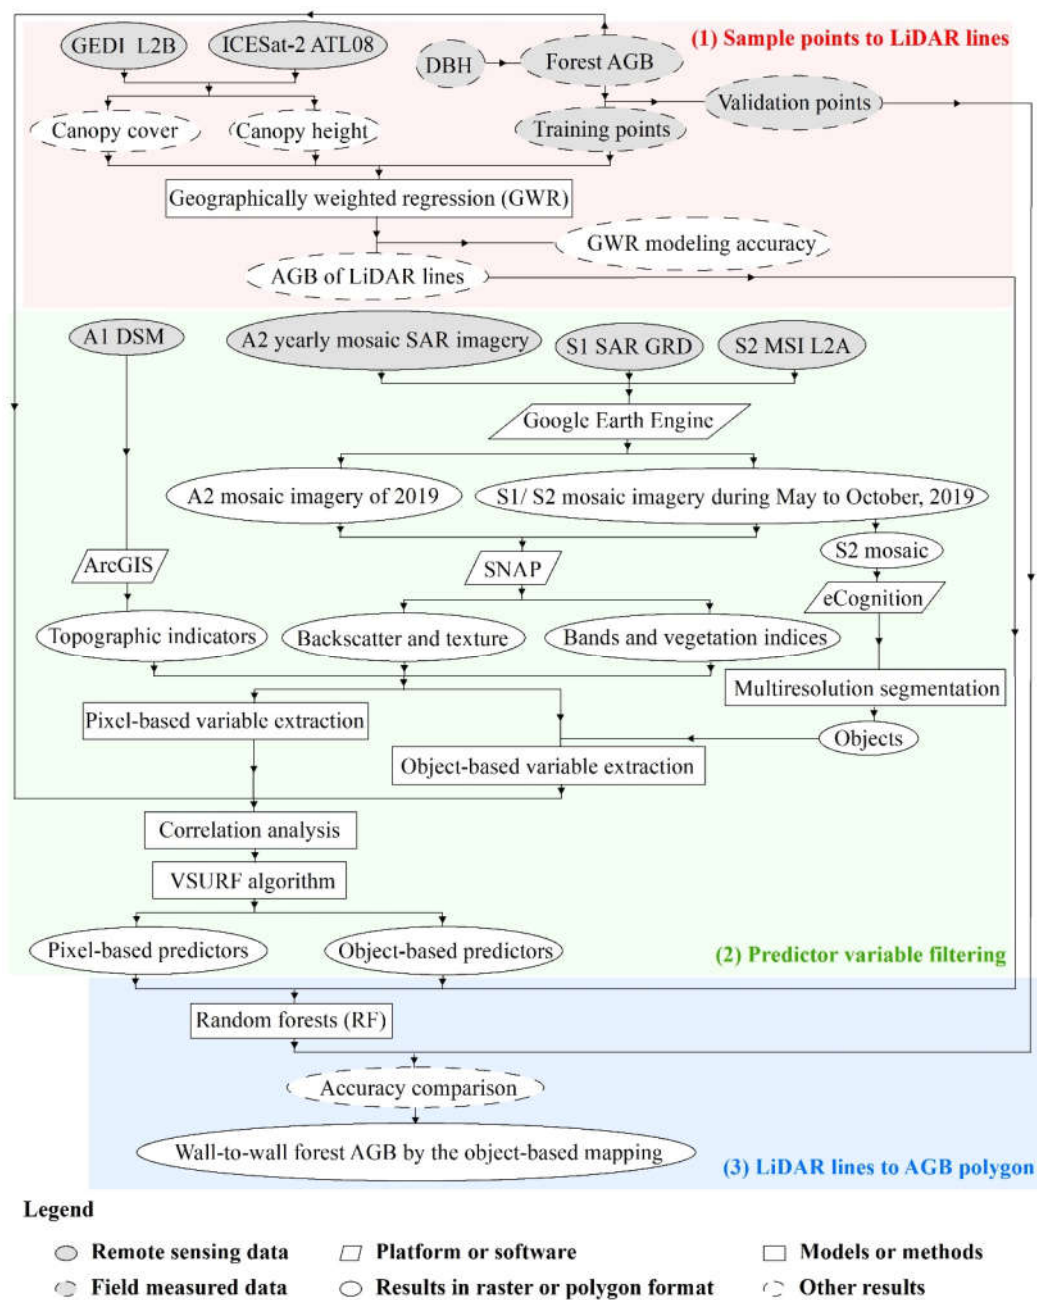 GEDI L2B
ICESat-2 ATL08
(1) Sample points to LiDAR lines
DBH
Forest AGB
Validation points
Canopy cover
Canopy height
Training points
Geographically weighted regression (GWR)
GWR modeling accuracy
AGB of LiDAR lines
A1 DSM
A2 yearly mosaic SAR imagery
S1 SAR GRD
S2 MSI L2A
Google Earth Engine
A2 mosaic imagery of 2019
S1/ S2 mosaic imagery during May to October, 2019
S2 mosaic
ArcGIS
SNAP
eCognition
Topographic indicators
Backscatter and texture
Bands and vegetation indices
Multiresolution segmentation
Pixel-based variable extraction
Objects
Object-based variable extraction
Correlation analysis
VSURF algorithm
Pixel-based predictors
Object-based predictors
(2) Predictor variable filtering
Random forests (RF)
Accuracy comparison
Wall-to-wall forest AGB by the object-based mapping
(3) LiDAR lines to AGB polygon
Legend
Remote sensing data
Platform or software
Models or methods
Field measured data
Results in raster or polygon format
Other results